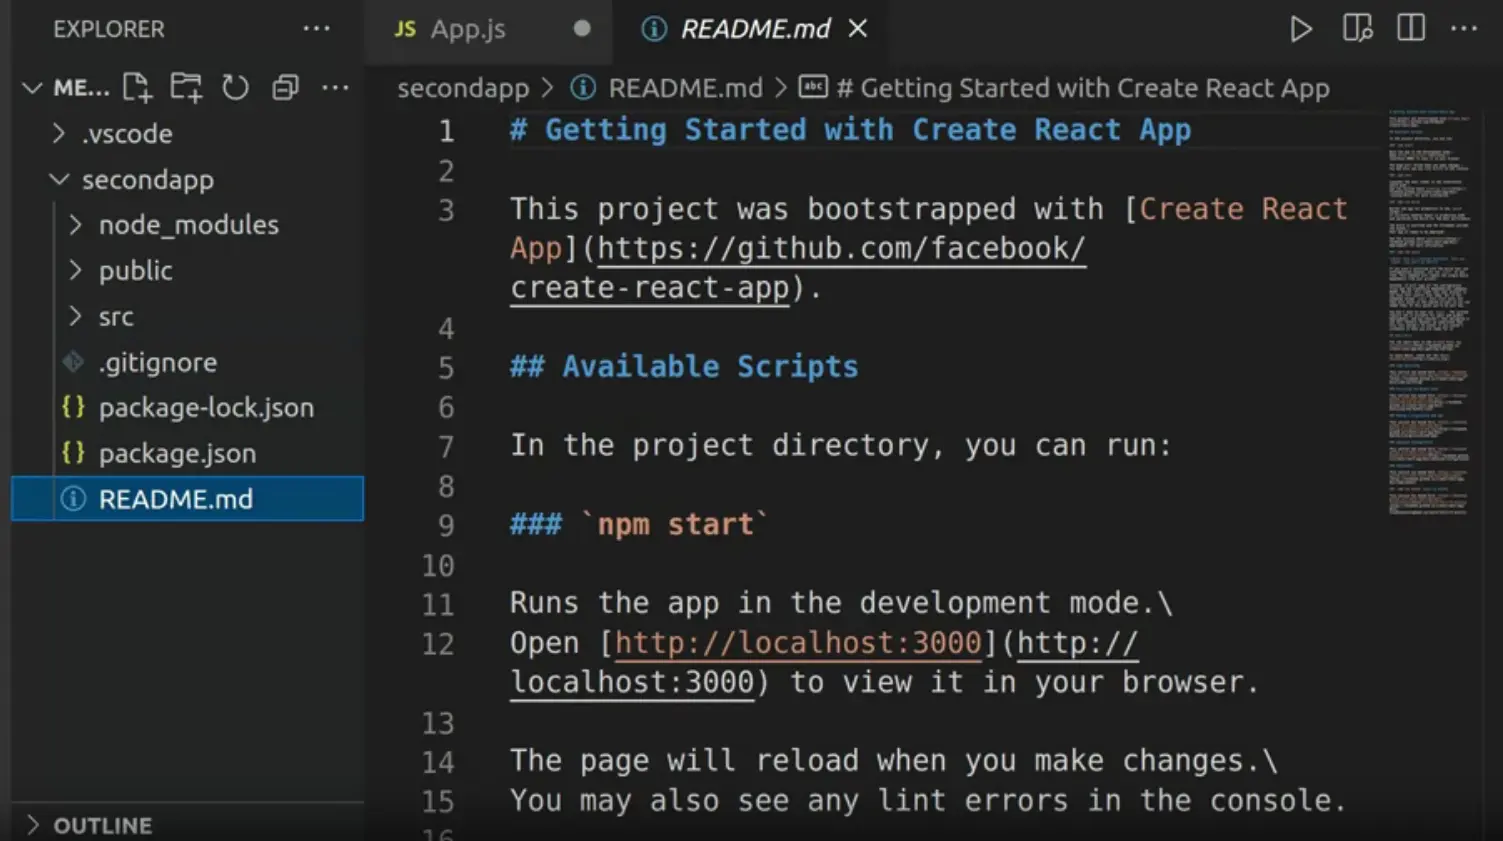 EXPLORER
JS App.js
README.md
ME...
secondapp > README.md > # Getting Started with Create React App
.vscode
secondapp
node_modules
public
src
.gitignore
{} package-lock.json
{} package.json
README.md
OUTLINE
1 # Getting Started with Create React App
2
3 This project was bootstrapped with [Create React
App](https://github.com/facebook/
create-react-app).
4
5 ## Available Scripts
6
7 In the project directory, you can run:
8
9 ### `npm start`
10
11 Runs the app in the development mode.\
12 Open [http://localhost:3000](http://
localhost:3000) to view it in your browser.
13
14 The page will reload when you make changes.\
15 You may also see any lint errors in the console.
16